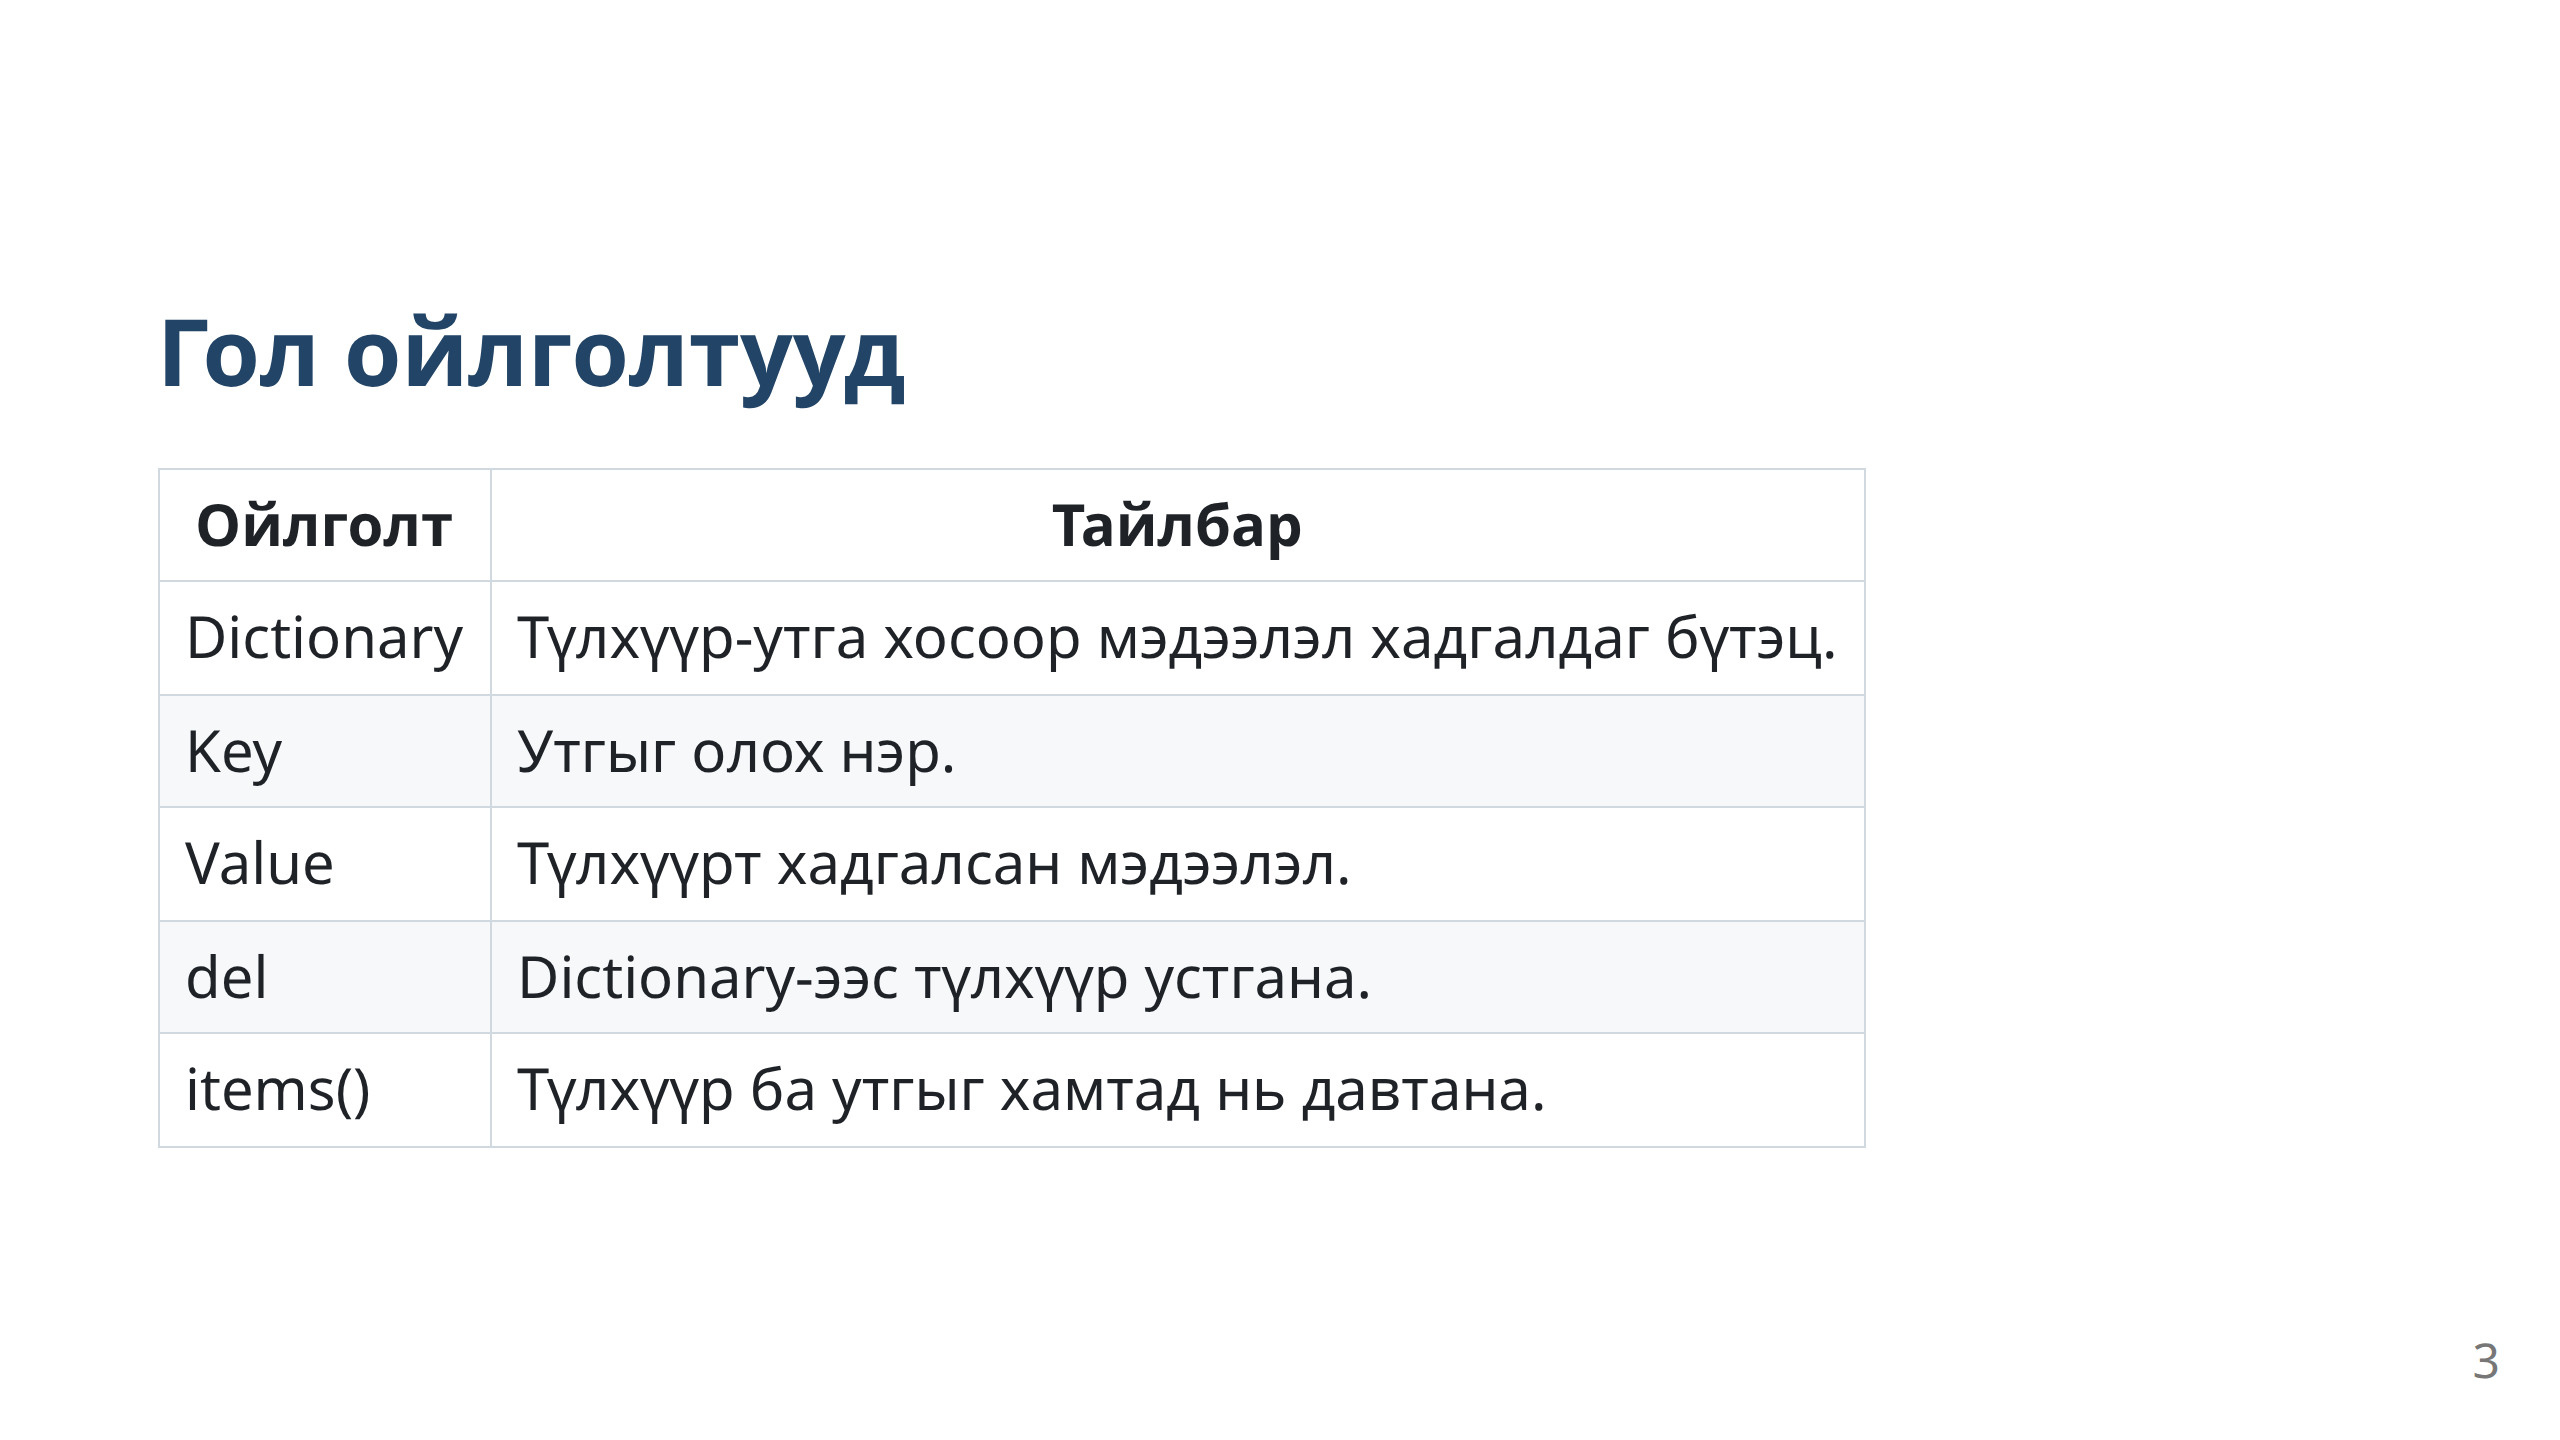 Гол ойлголтууд
Ойлголт Тайлбар
Dictionary Түлхүүр-утга хосоор мэдээлэл хадгалдаг бүтэц.
Key Утгыг олох нэр.
Value Түлхүүрт хадгалсан мэдээлэл.
del Dictionary-ээс түлхүүр устгана.
items() Түлхүүр ба утгыг хамтад нь давтана.
3